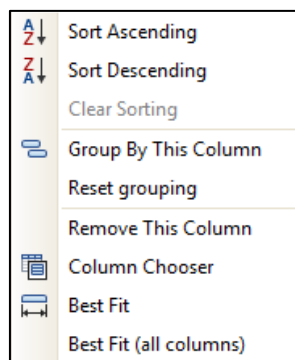 Sort Ascending
Sort Descending
Clear Sorting
Group By This Column
Reset grouping
Remove This Column
Column Chooser
Best Fit
Best Fit (all columns)